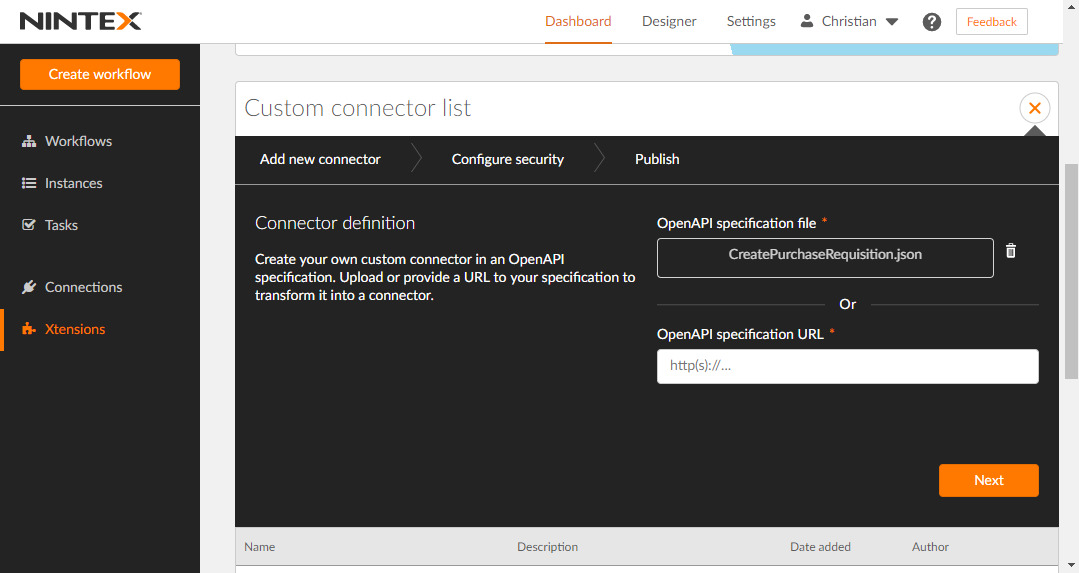 NINTEX
Dashboard
Designer
Settings
Christian
?
Feedback
Create workflow
Workflows
Instances
Tasks
Connections
Xtensions
Custom connector list
Add new connector
Configure security
Publish
Connector definition
Create your own custom connector in an OpenAPI
specification. Upload or provide a URL to your specification to
transform it into a connector.
OpenAPI specification file *
CreatePurchaseRequisition.json
Or
OpenAPI specification URL *
http(s)://...
Next
Name
Description
Date added
Author